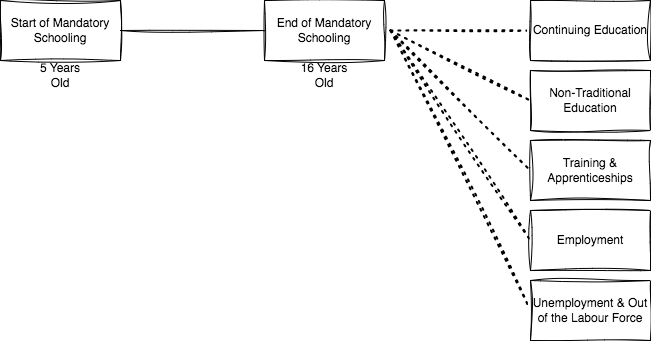 Start of Mandatory
Schooling
5 Years
Old
End of Mandatory
Schooling
16 Years
Old
Continuing Education
Non-Traditional
Education
Training &
Apprenticeships
Employment
Unemployment & Out
of the Labour Force